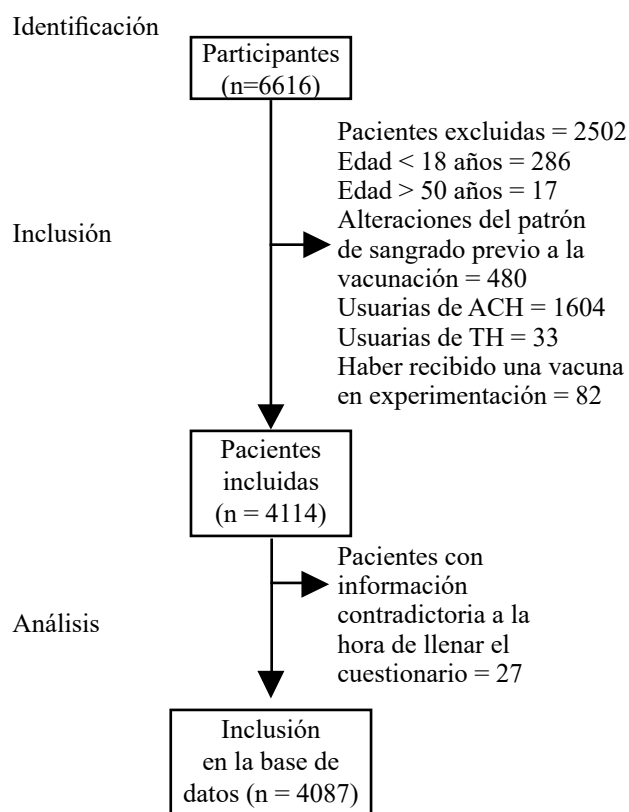 Identificación
Participantes
(n=6616)
Pacientes excluidas = 2502
Edad < 18 años = 286
Edad > 50 años = 17
Alteraciones del patrón
de sangrado previo a la
vacunación = 480
Usuarias de ACH = 1604
Usuarias de TH = 33
Haber recibido una vacuna
en experimentación = 82
Inclusión
Pacientes
incluidas
(n = 4114)
Pacientes con
información
contradictoria a la
hora de llenar el
cuestionario = 27
Análisis
Inclusión
en la base de
datos (n = 4087)